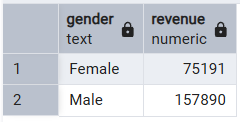 gender revenue
text numeric
1 Female 75191
2 Male 157890